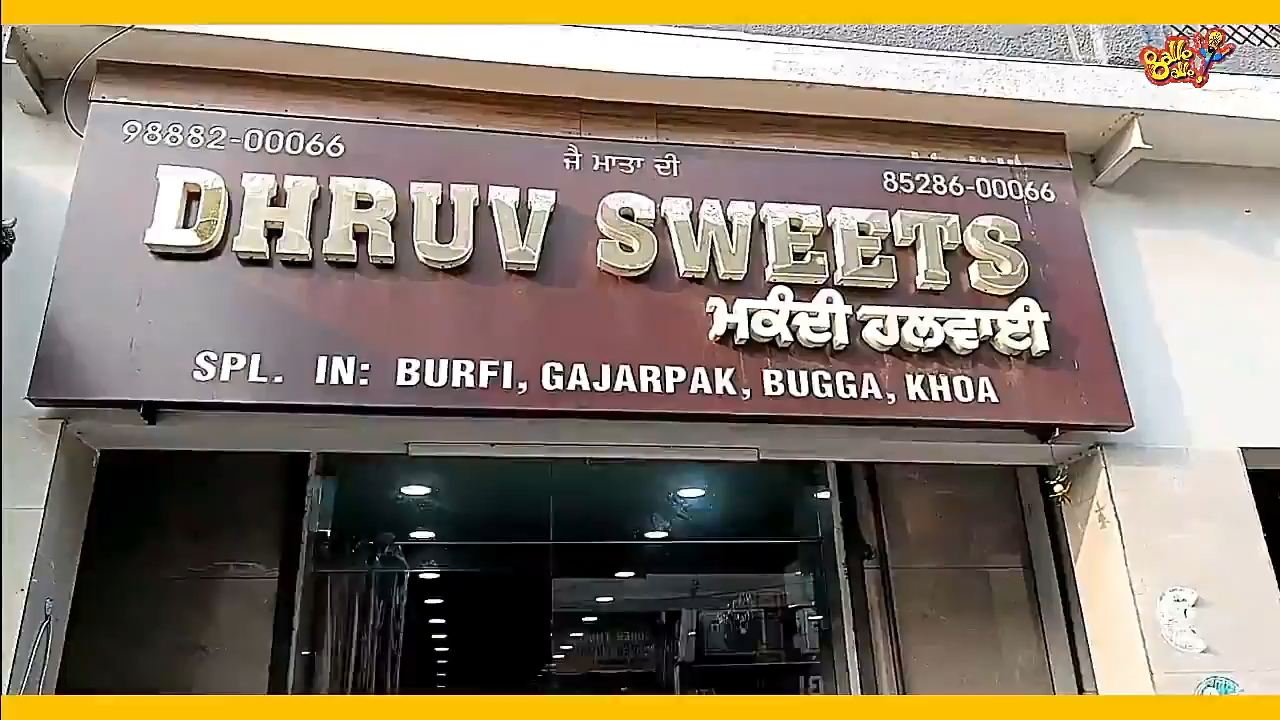 98882-00066
ਜੈ ਮਾਤਾ ਦੀ
85286-00066
DHRUV SWEETS
ਮਕੰਦੀ ਹਲਵਾਈ
SPL. IN: BURFI, GAJARPAK, BUGGA, KHOA